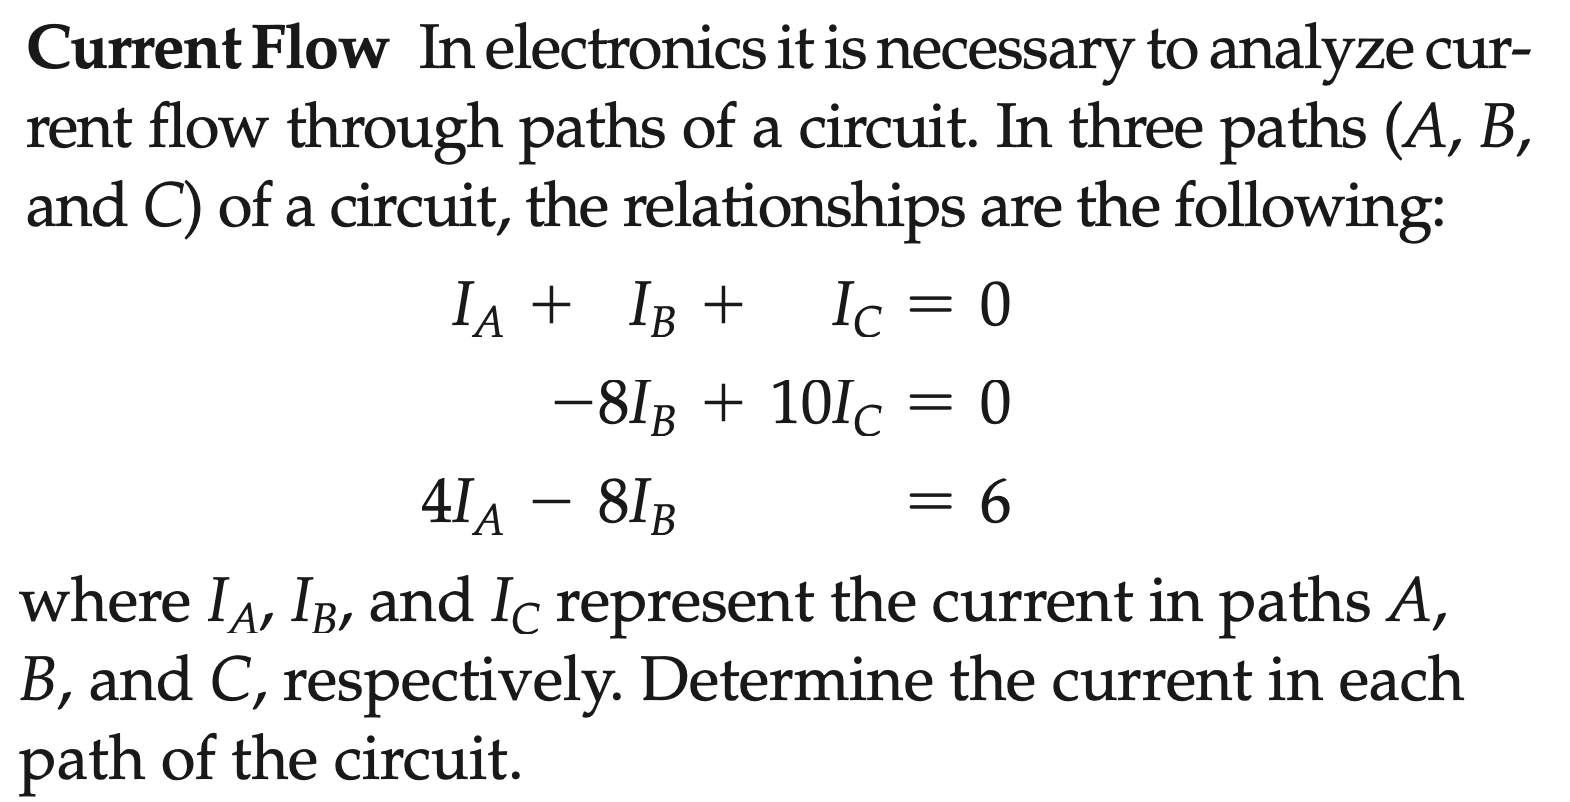 Current Flow In electronics it is necessary to analyze cur-
rent flow through paths of a circuit. In three paths (A, B,
and C) of a circuit, the relationships are the following:
I_A + I_B + I_C = 0
−8I_B + 10I_C = 0
4I_A − 8I_B = 6
where I_A, I_B, and I_C represent the current in paths A,
B, and C, respectively. Determine the current in each
path of the circuit.